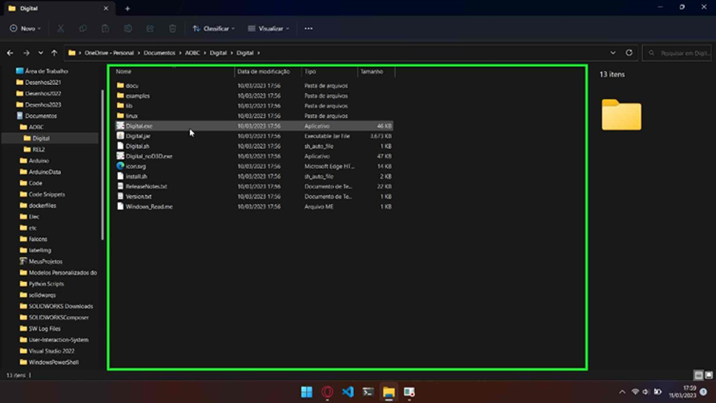 Digital
Novo
Classificar
Visualizar
OneDrive - Personal > Documents > AOBC > Digital > Digital >
Pesquisar em Digit...
Nome Data de modificação Tipo Tamanho
docu 10/03/2023 17:56 Pasta de arquivos
examples 10/03/2023 17:56 Pasta de arquivos
lib 10/03/2023 17:56 Pasta de arquivos
linux 10/03/2023 17:56 Pasta de arquivos
Digital.exe 10/03/2023 17:56 Aplicativo 46 KB
Digital.jar 10/03/2023 17:56 Executable Jar File 3.673 KB
Digital.sh 10/03/2023 17:56 sh_auto_file 1 KB
Digital_noD3D.exe 10/03/2023 17:56 Aplicativo 47 KB
icon.svg 10/03/2023 17:56 Microsoft Edge HT...
install.sh 10/03/2023 17:56 sh_auto_file 2 KB
ReleaseNotes.txt 10/03/2023 17:56 Documento de Te... 22 KB
Version.txt 10/03/2023 17:56 Documento de Te... 1 KB
Windows_Read.me 10/03/2023 17:56 Arquivo ME 1 KB
13 itens
Área de Trabalho
Desenhos2021
Desenhos2022
Desenhos2023
Documentos
AOBC
Digital
REL2
Arduino
ArduinoData
Code
Code Snippets
dockerfiles
Elec
etc
Falcons
labelImg
MeusProjetos
Modelos Personalizados do
Python Scripts
solidwarqs
SOLIDWORKS Downloads
SOLIDWORKSComposer
SW Log Files
User-Interaction-System
Visual Studio 2022
WindowsPowerShell
13 itens
17:59
11/03/2023